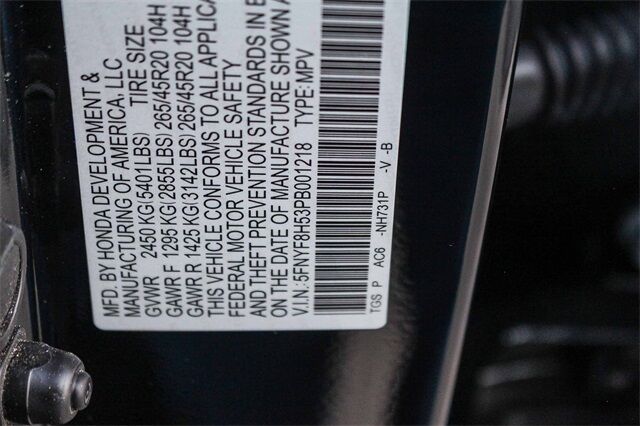 MFD. BY HONDA DEVELOPMENT &
MANUFACTURING OF AMERICA, LLC
GVWR 2450 KG(5401LBS) TIRE SIZE
GAWR F 1295 KG(2855LBS) 265/45R20 104H
GAWR R 1425 KG(3142LBS) 265/45R20 104H
THIS VEHICLE CONFORMS TO ALL APPLICA
FEDERAL MOTOR VEHICLE SAFETY
AND THEFT PREVENTION STANDARDS IN E
ON THE DATE OF MANUFACTURE SHOWN A
V.I.N.:5FNYF8H53PB001218 TYPE:MPV
TGS P AC6 -NH731P -V -B